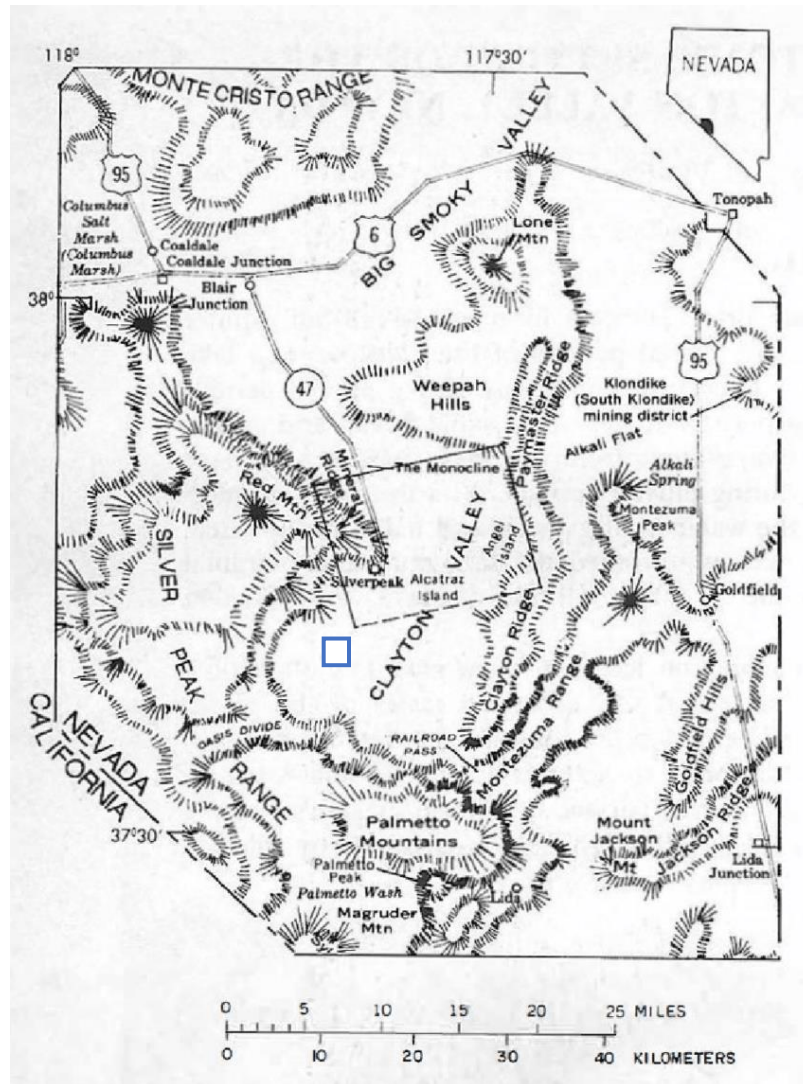 118°
117°30'
NEVADA
MONTE CRISTO RANGE
95
Columbus
Salt
Marsh
(Columbus
Marsh)
Coaldale
Coaldale Junction
Blair
Junction
6
BIG SMOKY VALLEY
Lone
Mtn
Tonopah
38°
47
Weepah
Hills
Paymaster Ridge
95
Klondike
(South Klondike)
mining district
Alkali Flat
Alkali
Spring
Montezuma
Peak
Mineral
Ridge
The Monocline
Red Mtn
Angel
Island
Silverpeak
Alcatraz
Island
Goldfield
CLAYTON VALLEY
Clayton Ridge
SILVER PEAK RANGE
OASIS DIVIDE
NEVADA
CALIFORNIA
RAILROAD
PASS
Montezuma Range
Goldfield Hills
37°30'
Palmetto
Mountains
Mount
Jackson
Mt
Jackson Ridge
Lida
Junction
Palmetto
Peak
Palmetto Wash
Lida
Magruder
Mtn
0 5 10 15 20 25 MILES
0 10 20 30 40 KILOMETERS